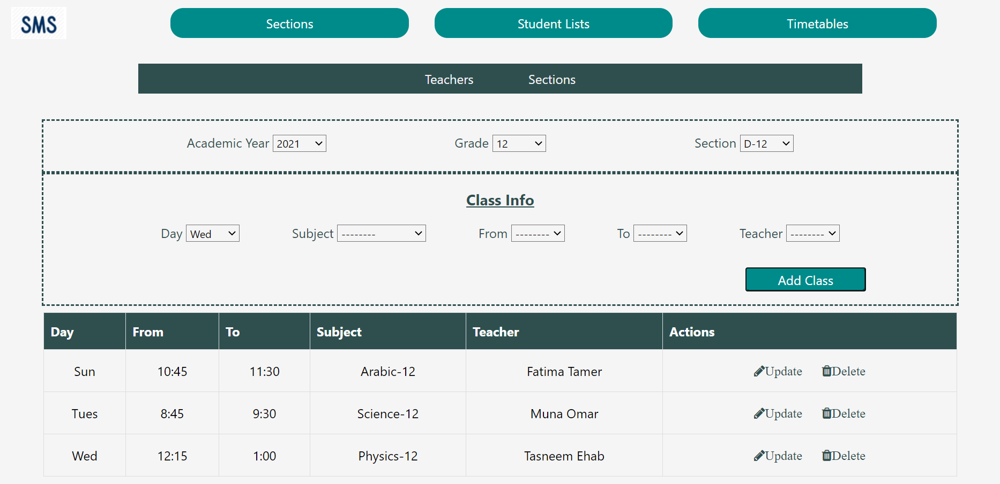 SMS
Sections Student Lists Timetables
Teachers Sections
Academic Year 2021 Grade 12 Section D-12
Class Info
Day Wed Subject -------- From -------- To -------- Teacher --------
Add Class
Day From To Subject Teacher Actions
Sun 10:45 11:30 Arabic-12 Fatima Tamer Update Delete
Tues 8:45 9:30 Science-12 Muna Omar Update Delete
Wed 12:15 1:00 Physics-12 Tasneem Ehab Update Delete